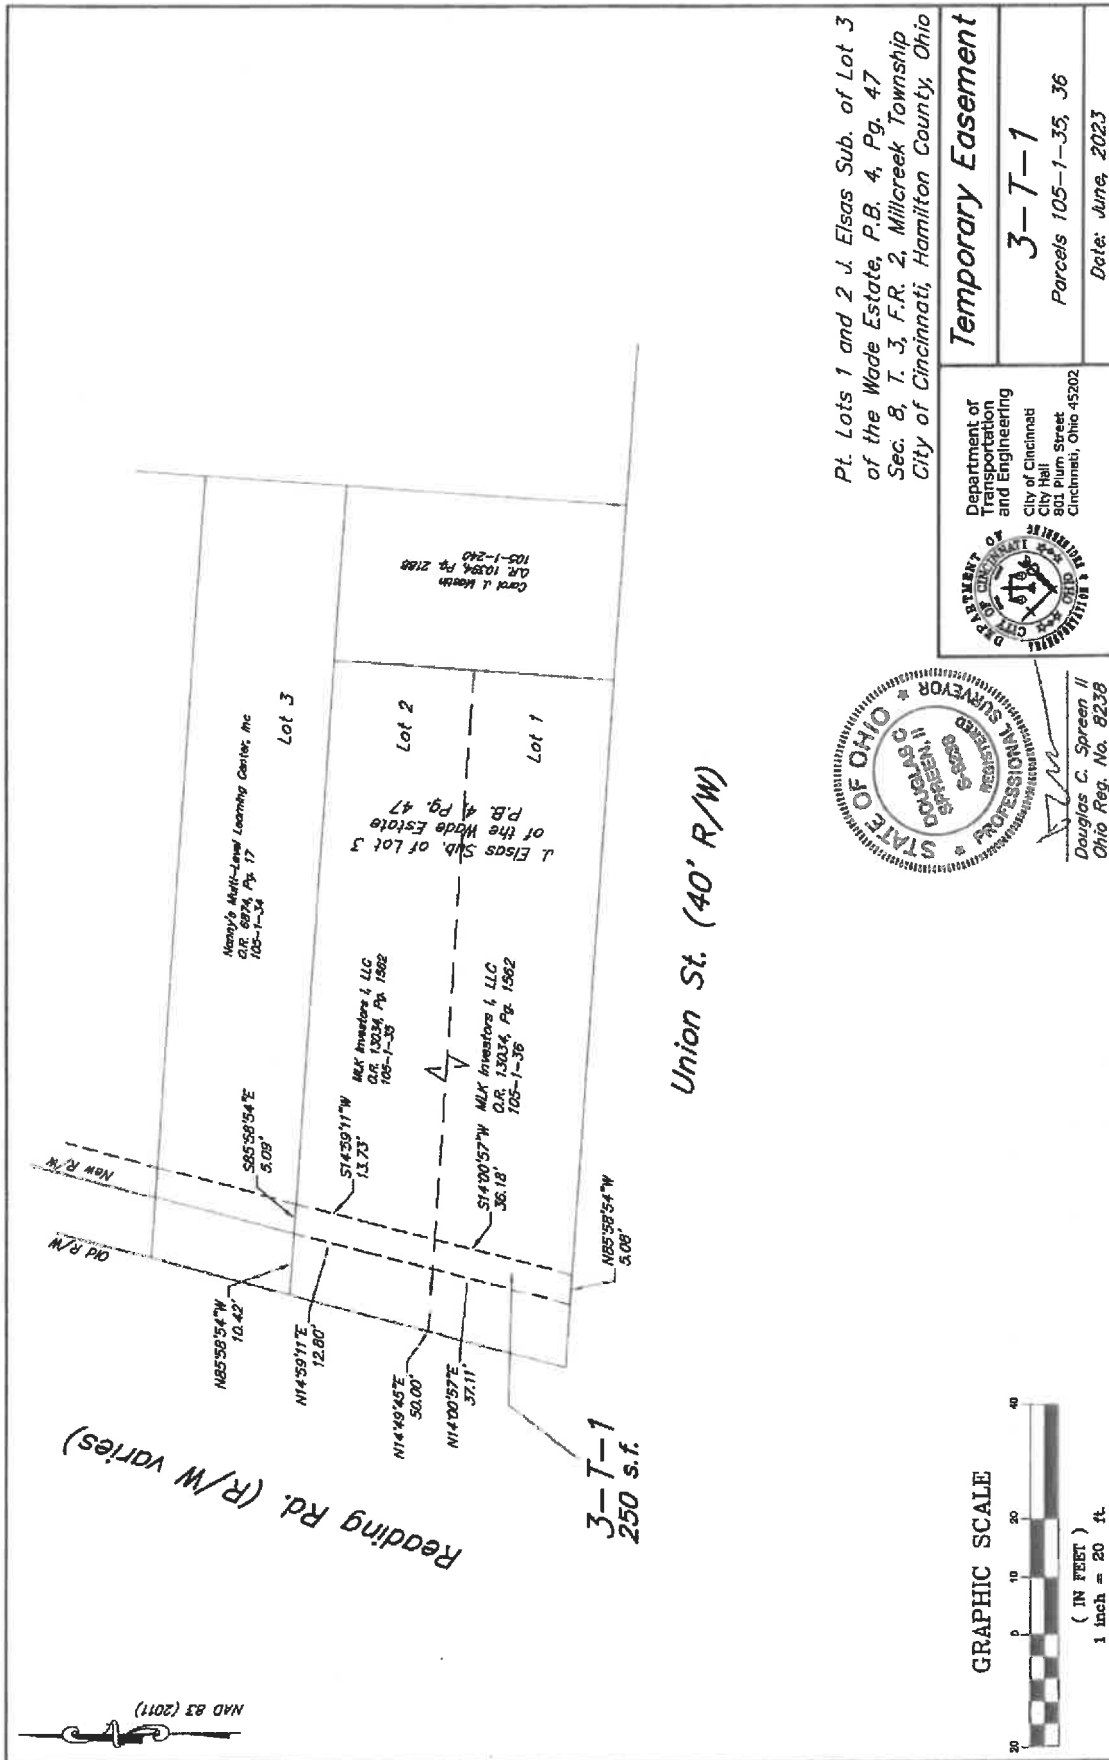 NAD 83 (2011)
Reading Rd. (R/W varies)
Old R/W
New R/W
N85°58'54"W
10.42'
N14°59'11"E
12.80'
N14°49'45"E
50.00'
N14°00'57"E
37.11'
3-T-1
250 s.f.
S85°58'54"E
5.09'
S14°59'11"W
13.73'
S14°00'57"W
36.18'
N85°58'54"W
5.08'
Nanny's Multi-Level Learning Center, Inc
O.R. 6874, Pg. 17
105-1-34
Lot 3
MLK Investors I, LLC
O.R. 13034, Pg. 1562
105-1-35
Lot 2
MLK Investors I, LLC
O.R. 13034, Pg. 1562
105-1-36
Lot 1
J. Elsas Sub. of Lot 3
of the Wade Estate
P.B. 4, Pg. 47
Carol J.
O.R. 10394, Pg. 2188
105-1-240
Union St. (40' R/W)
GRAPHIC SCALE
20 0 10 20 40
( IN FEET )
1 inch = 20 ft.
Pt. Lots 1 and 2 J. Elsas Sub. of Lot 3
of the Wade Estate, P.B. 4, Pg. 47
Sec. 8, T. 3, F.R. 2, Millcreek Township
City of Cincinnati, Hamilton County, Ohio
STATE OF OHIO
DOUGLAS C
SPREEN, II
S-8238
REGISTERED
PROFESSIONAL SURVEYOR
Douglas C. Spreen II
Ohio Reg. No. 8238
DEPARTMENT OF
CITY OF CINCINNATI
OHIO
Department of
Transportation
and Engineering
City of Cincinnati
City Hall
801 Plum Street
Cincinnati, Ohio 45202
Temporary Easement
3-T-1
Parcels 105-1-35, 36
Date: June, 2023